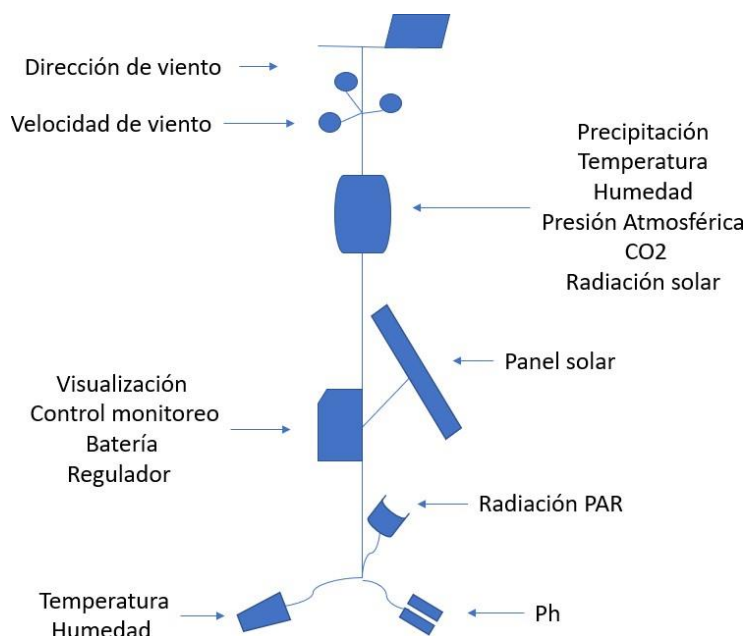 Dirección de viento
Velocidad de viento
Precipitación
Temperatura
Humedad
Presión Atmosférica
CO2
Radiación solar
Panel solar
Visualización
Control monitoreo
Batería
Regulador
Radiación PAR
Temperatura
Humedad
Ph